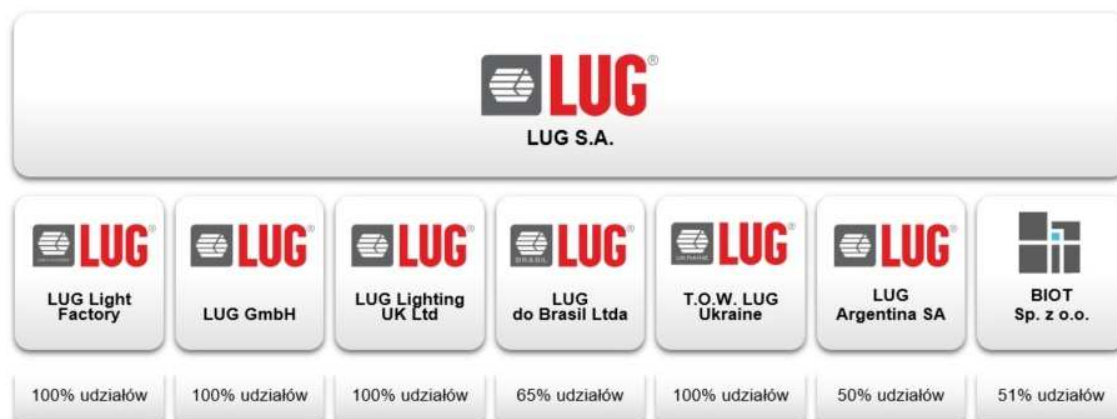 LUG®
LUG S.A.
LUG®
LUG Light
Factory
100% udziałów
LUG®
LUG GmbH
100% udziałów
LUG®
LUG Lighting
UK Ltd
100% udziałów
BRASIL
LUG®
LUG
do Brasil Ltda
65% udziałów
UKRAINE
LUG®
T.O.W. LUG
Ukraine
100% udziałów
LUG®
LUG
Argentina SA
50% udziałów
BIOT
Sp. z o.o.
51% udziałów